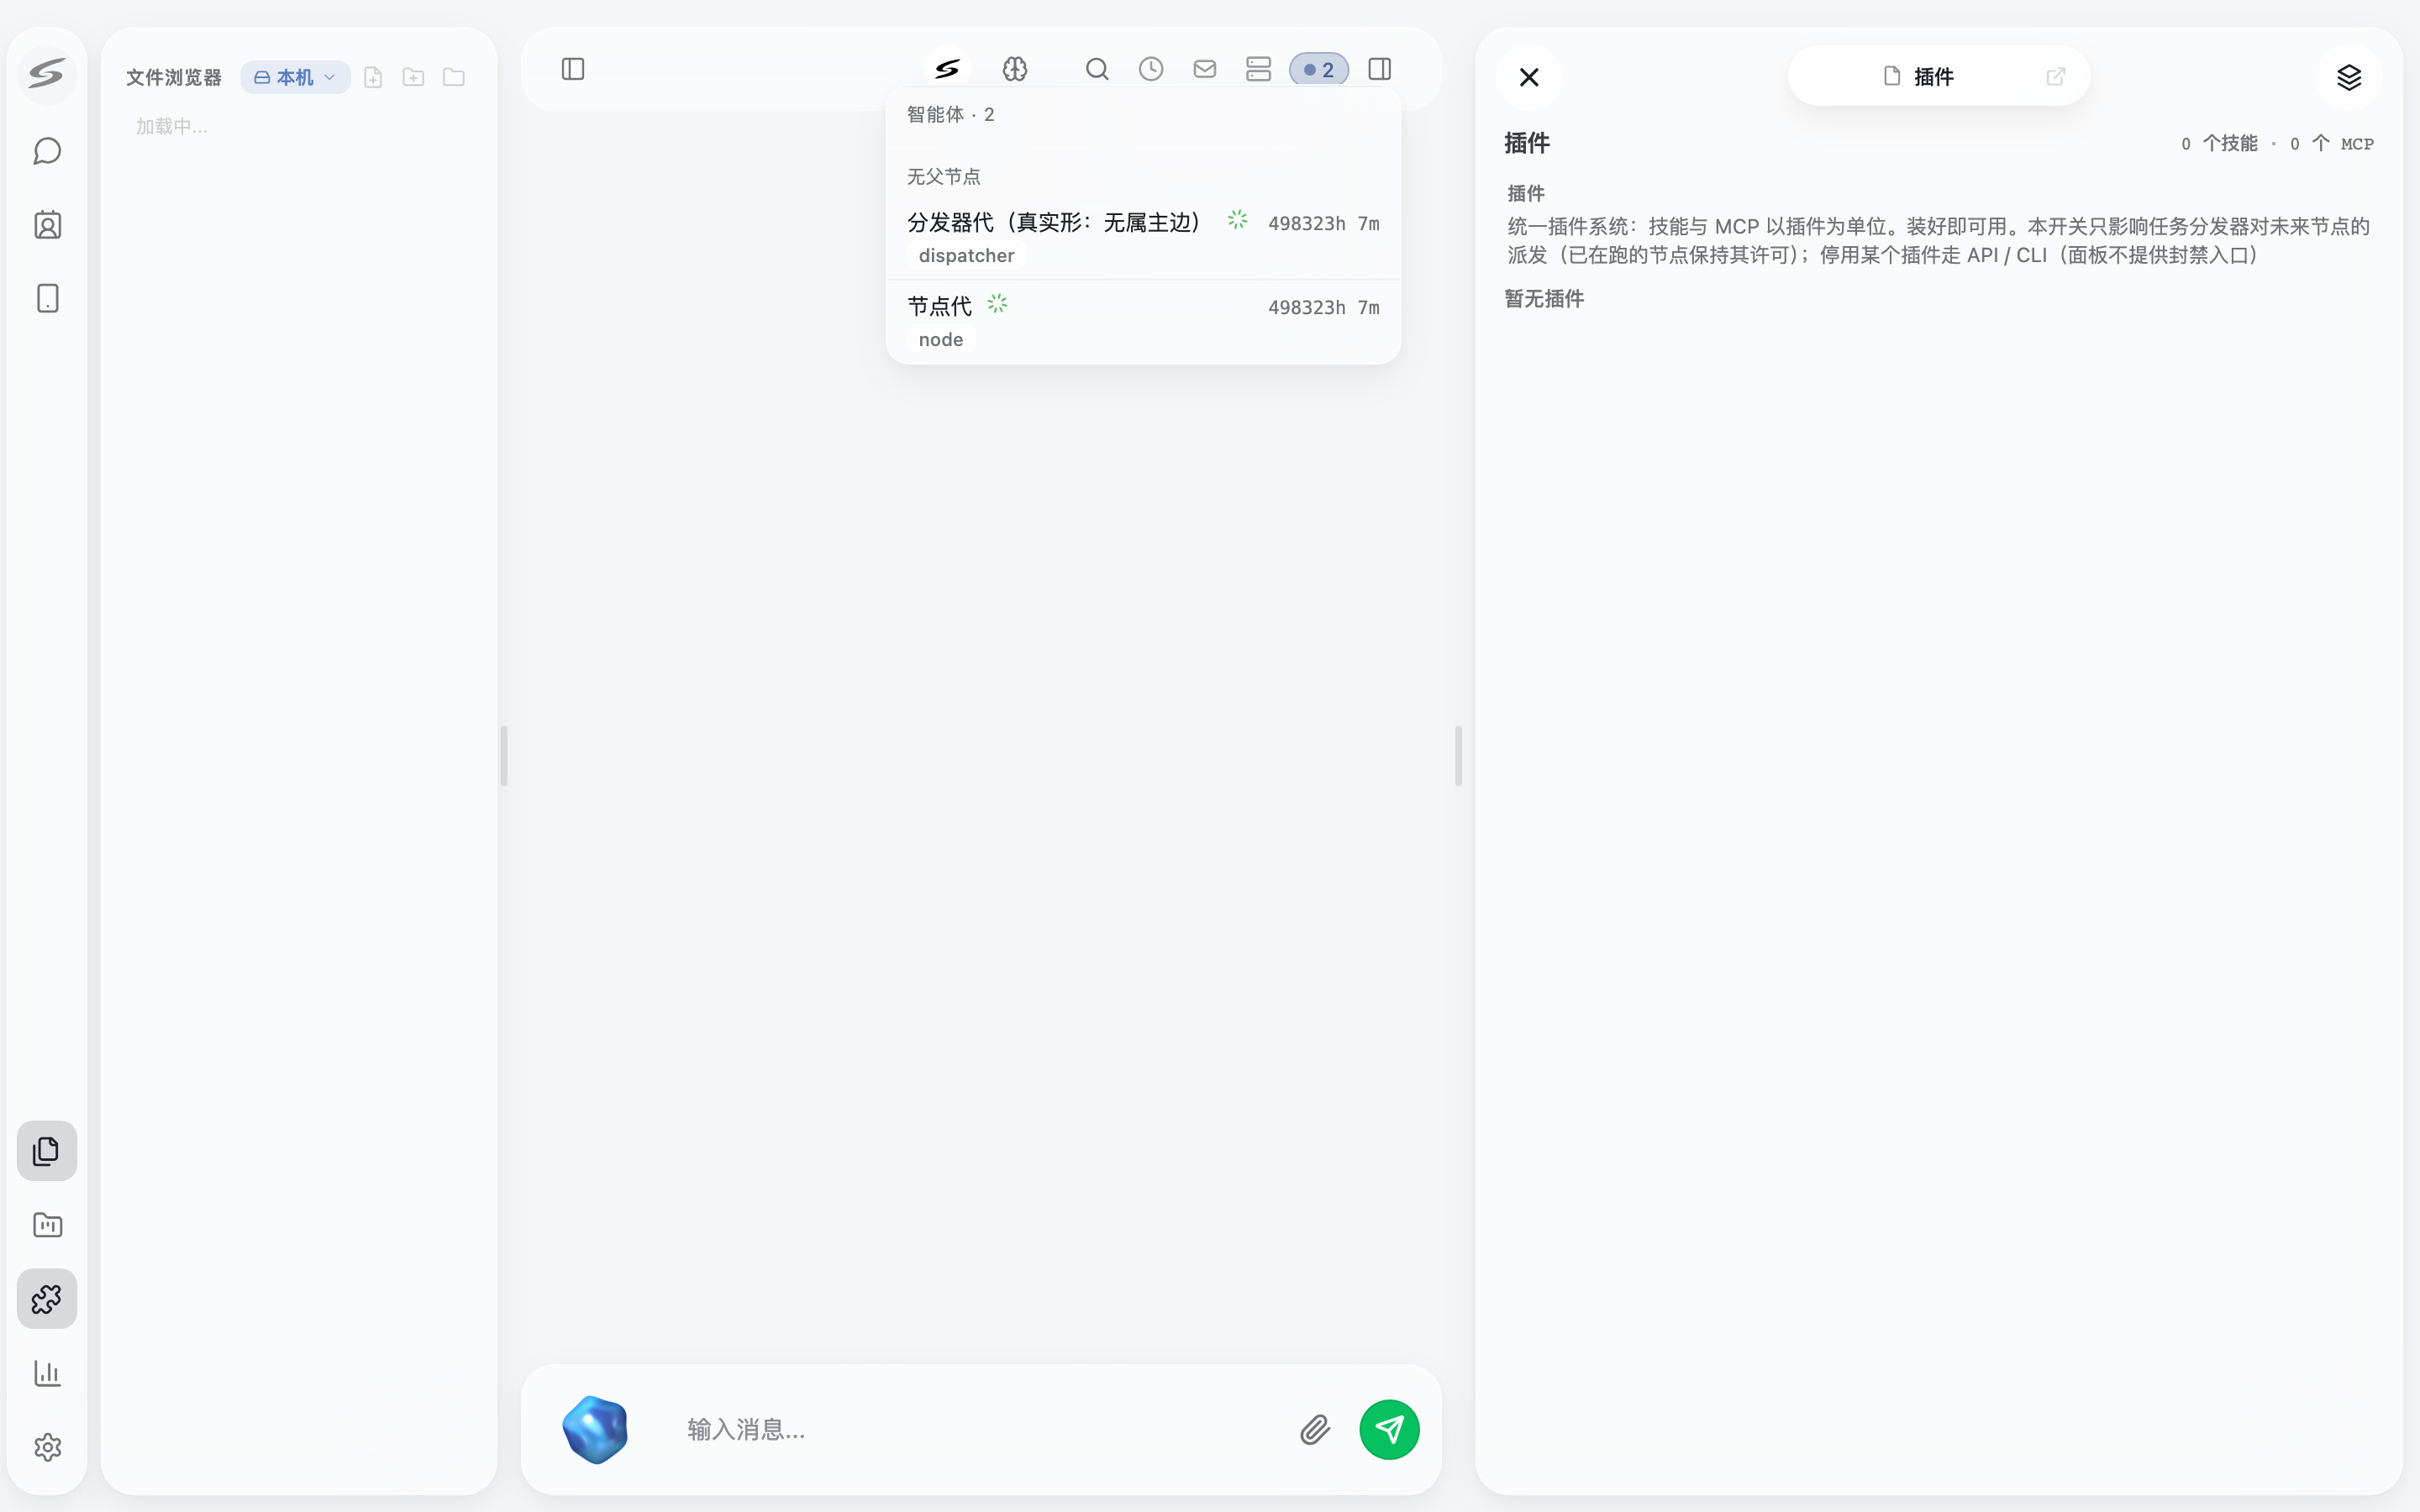 文件浏览器
本机
加载中...
2
智能体 · 2
无父节点
分发器代（真实形：无属主边）
498323h 7m
dispatcher
节点代
498323h 7m
node
输入消息...
插件
插件
0 个技能 · 0 个 MCP
插件
统一插件系统：技能与 MCP 以插件为单位。装好即可用。本开关只影响任务分发器对未来节点的
派发（已在跑的节点保持其许可）；停用某个插件走 API / CLI（面板不提供封禁入口）
暂无插件